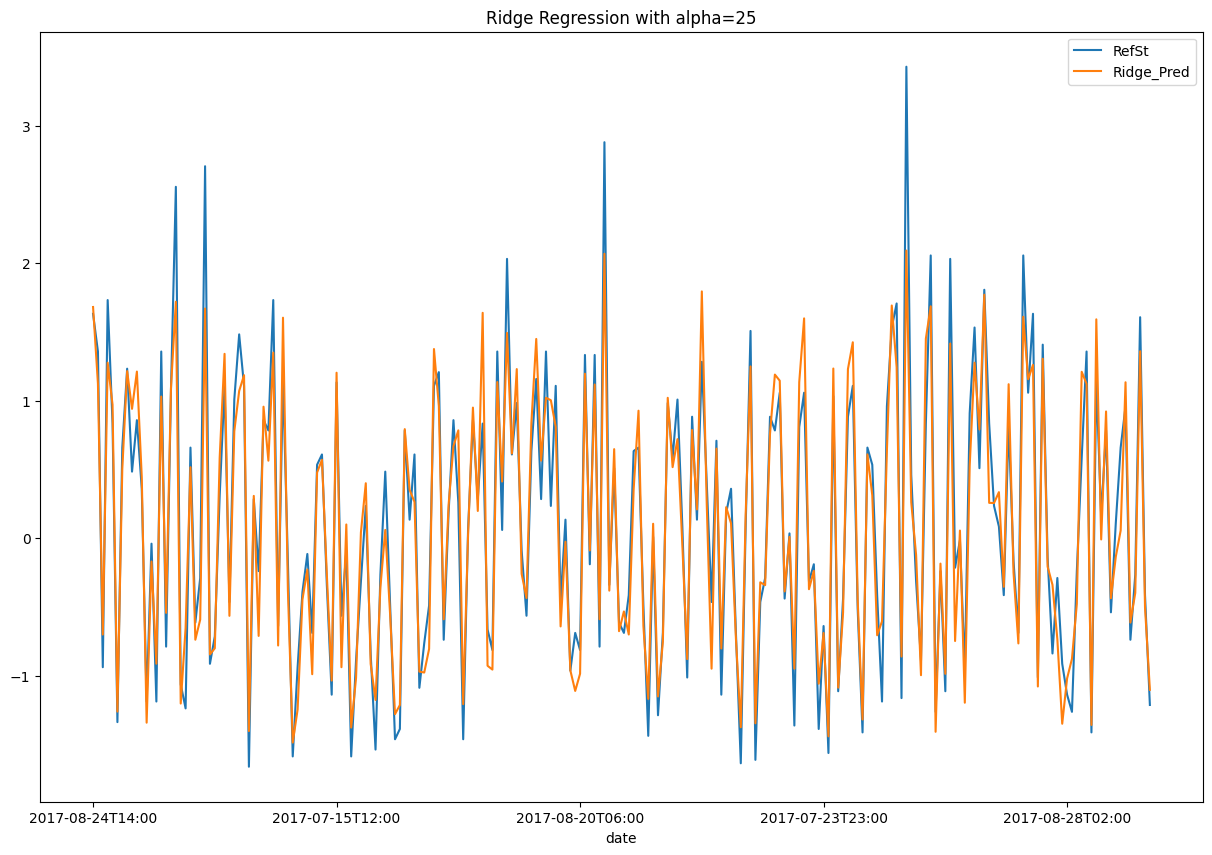 Ridge Regression with alpha=25
RefSt
Ridge_Pred
3
2
1
0
−1
2017-08-24T14:00
2017-07-15T12:00
2017-08-20T06:00
2017-07-23T23:00
2017-08-28T02:00
date